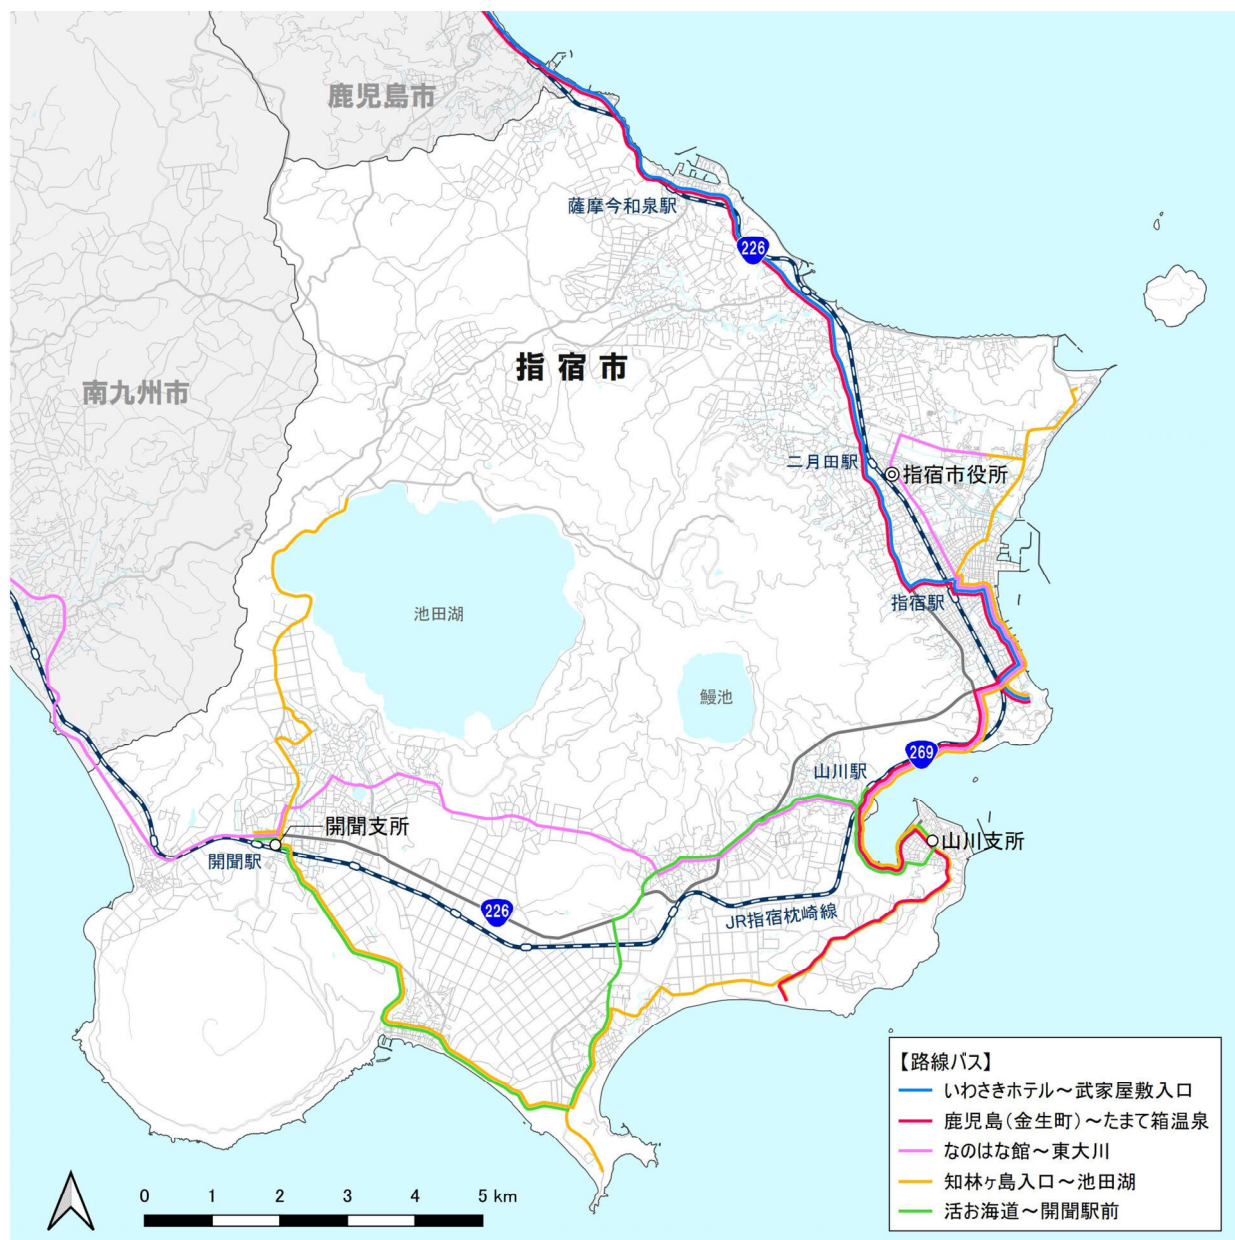 鹿児島市
薩摩今和泉駅
226
指宿市
南九州市
二月田駅
指宿市役所
指宿駅
池田湖
鰻池
269
山川駅
開聞支所
山川支所
開聞駅
226
JR指宿枕崎線
【路線バス】
いわさきホテル～武家屋敷入口
鹿児島(金生町)～たまて箱温泉
なのはな館～東大川
知林ヶ島入口～池田湖
活お海道～開聞駅前
0 1 2 3 4 5 km